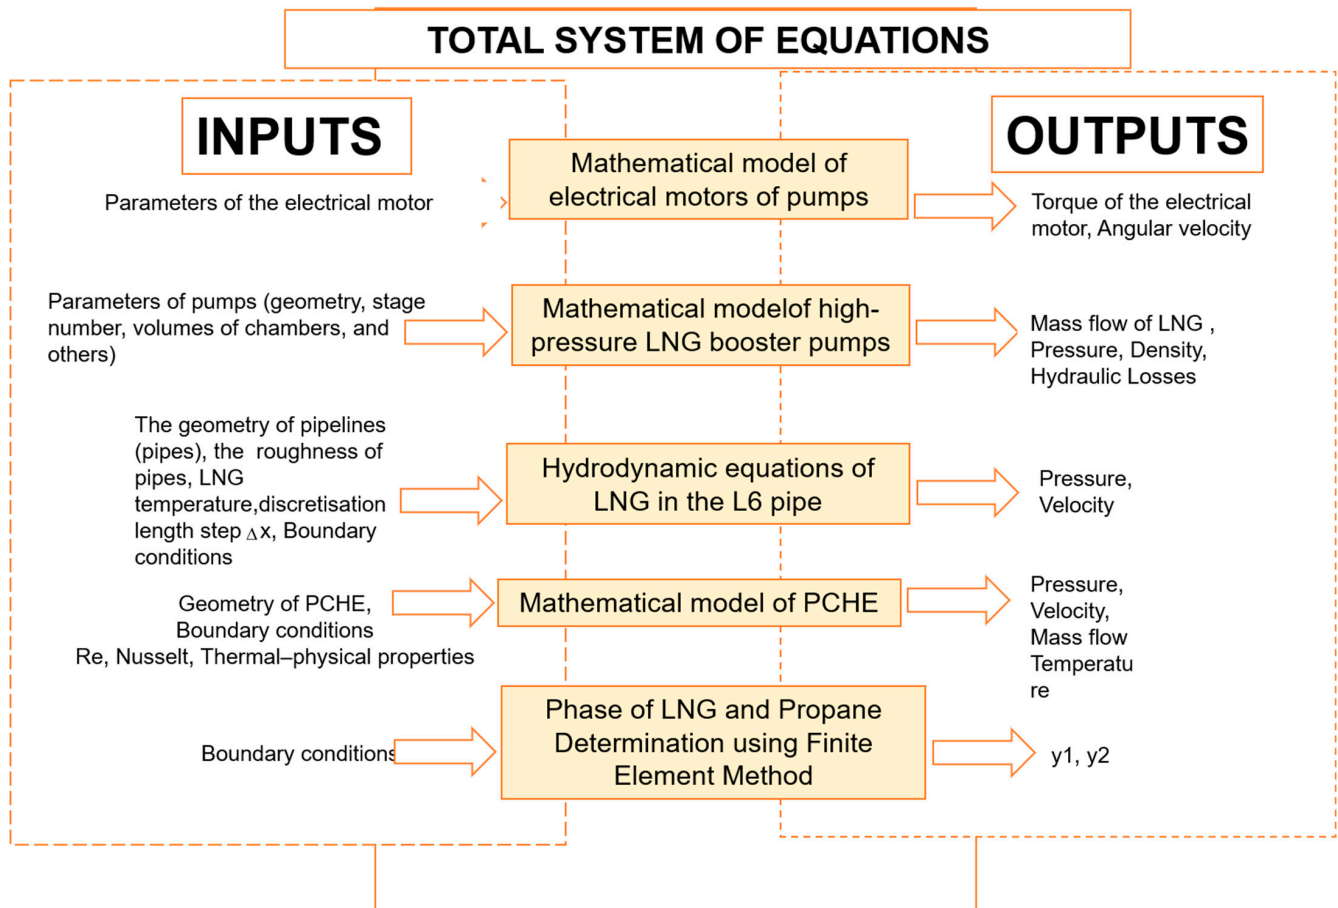 TOTAL SYSTEM OF EQUATIONS
INPUTS
OUTPUTS
Parameters of the electrical motor
Mathematical model of
electrical motors of pumps
Torque of the electrical
motor, Angular velocity
Parameters of pumps (geometry, stage
number, volumes of chambers, and
others)
Mathematical modelof high-
pressure LNG booster pumps
Mass flow of LNG ,
Pressure, Density,
Hydraulic Losses
The geometry of pipelines
(pipes), the roughness of
pipes, LNG
temperature,discretisation
length step Δx, Boundary
conditions
Hydrodynamic equations of
LNG in the L6 pipe
Pressure,
Velocity
Geometry of PCHE,
Boundary conditions
Re, Nusselt, Thermal–physical properties
Mathematical model of PCHE
Pressure,
Velocity,
Mass flow
Temperatu
re
Boundary conditions
Phase of LNG and Propane
Determination using Finite
Element Method
y1, y2